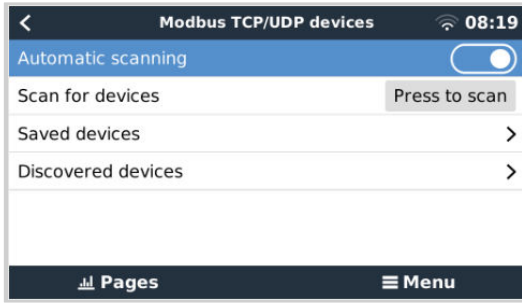 Modbus TCP/UDP devices 08:19
Automatic scanning
Scan for devices Press to scan
Saved devices
Discovered devices
Pages Menu